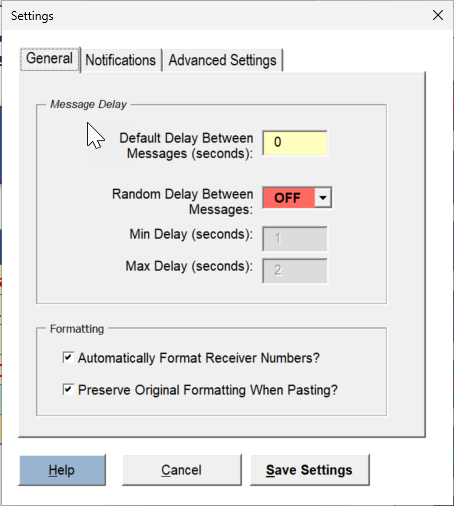 Settings
General Notifications Advanced Settings
Message Delay
Default Delay Between
Messages (seconds): 0
Random Delay Between
Messages: OFF
Min Delay (seconds): 1
Max Delay (seconds): 2
Formatting
Automatically Format Receiver Numbers?
Preserve Original Formatting When Pasting?
Help Cancel Save Settings